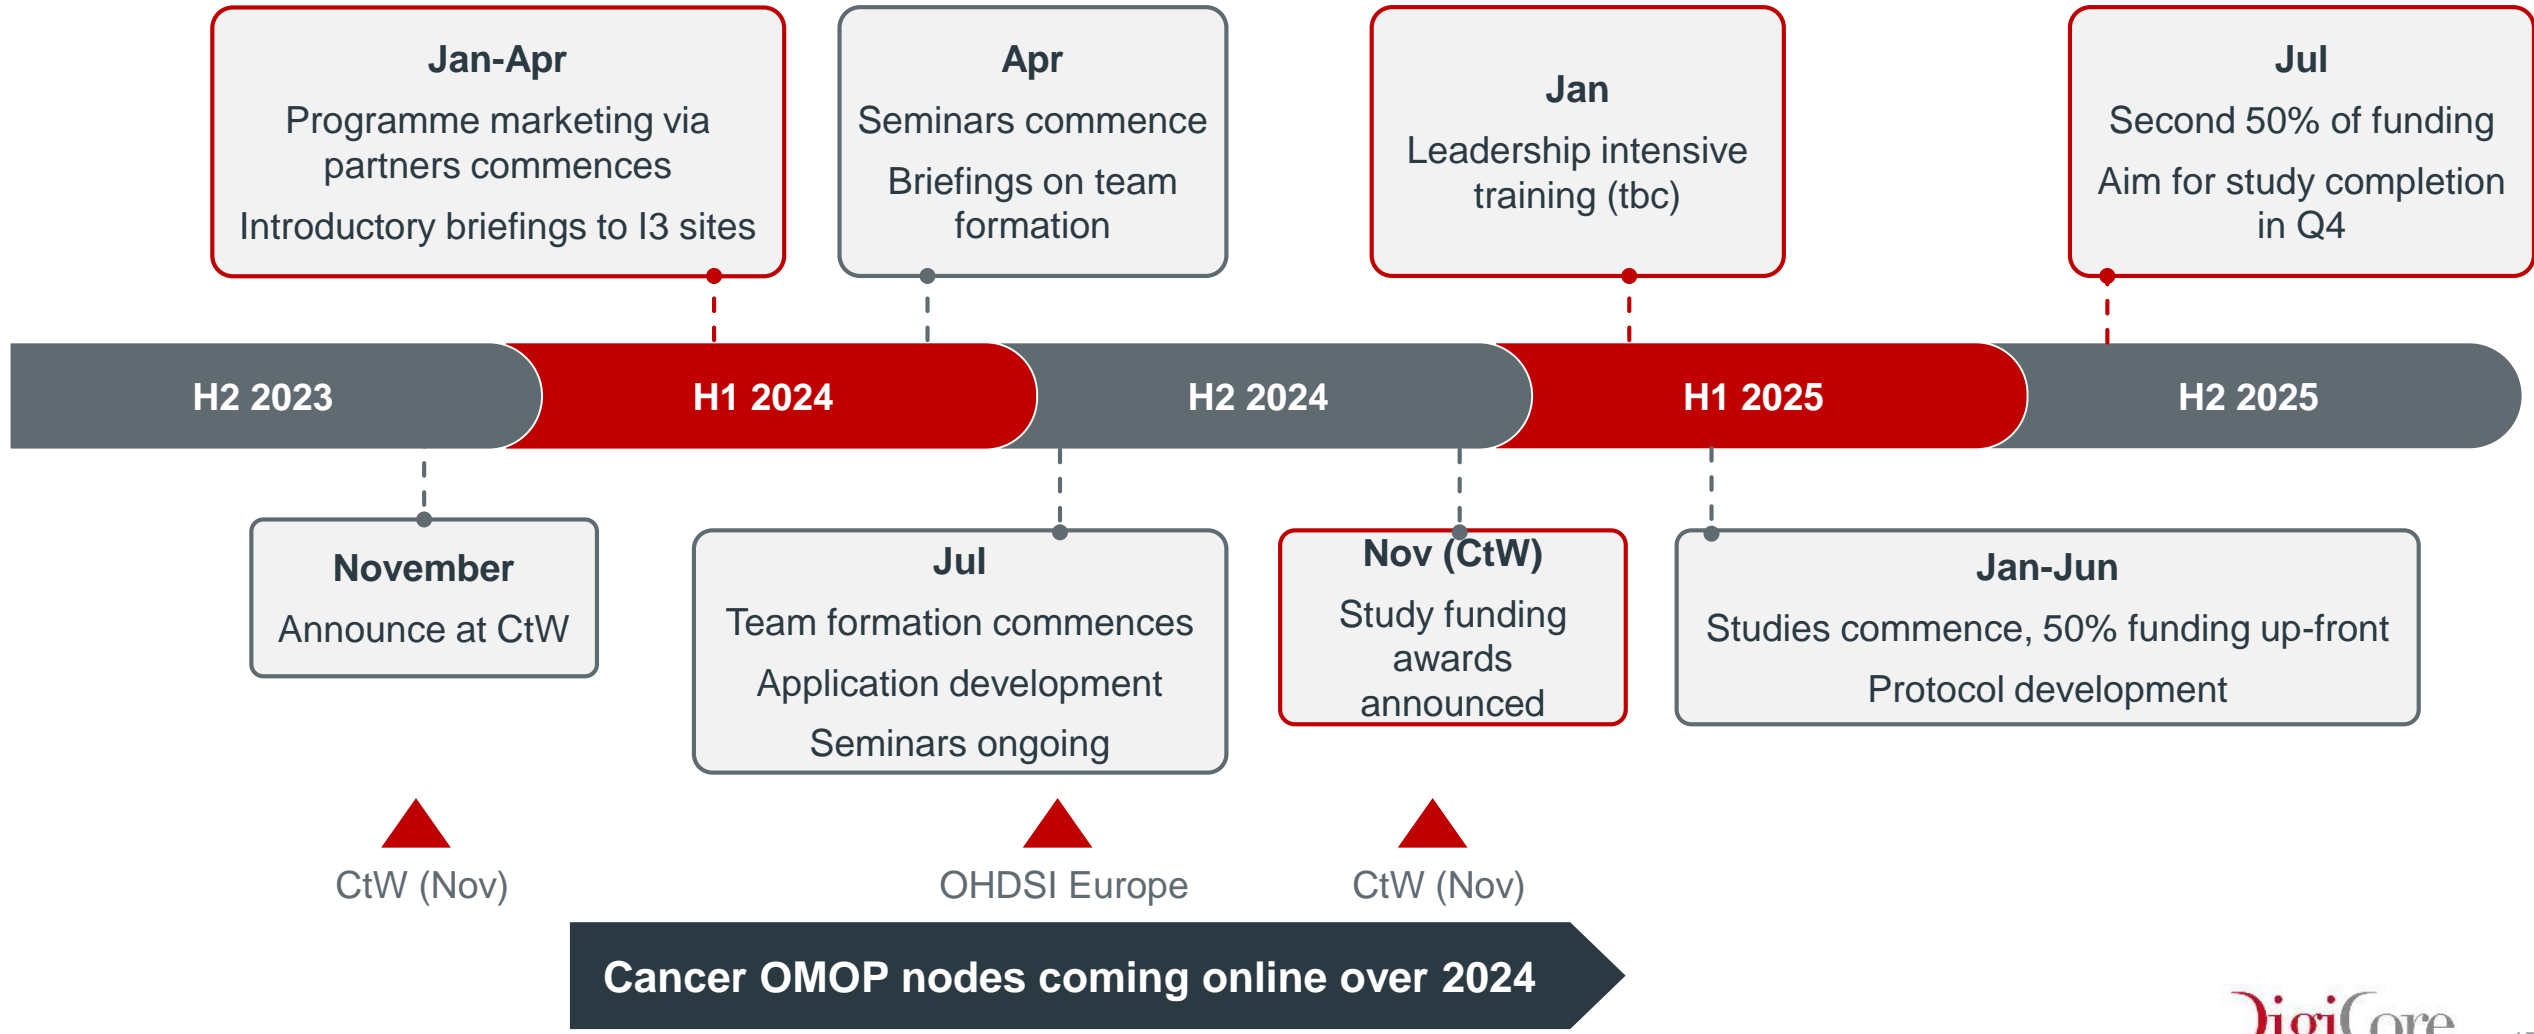 Jan-Apr
Programme marketing via
partners commences
Introductory briefings to I3 sites
Apr
Seminars commence
Briefings on team
formation
Jan
Leadership intensive
training (tbc)
Jul
Second 50% of funding
Aim for study completion
in Q4
H2 2023
H1 2024
H2 2024
H1 2025
H2 2025
November
Announce at CtW
Jul
Team formation commences
Application development
Seminars ongoing
Nov (CtW)
Study funding
awards
announced
Jan-Jun
Studies commence, 50% funding up-front
Protocol development
CtW (Nov)
OHDSI Europe
CtW (Nov)
Cancer OMOP nodes coming online over 2024
DigiCore